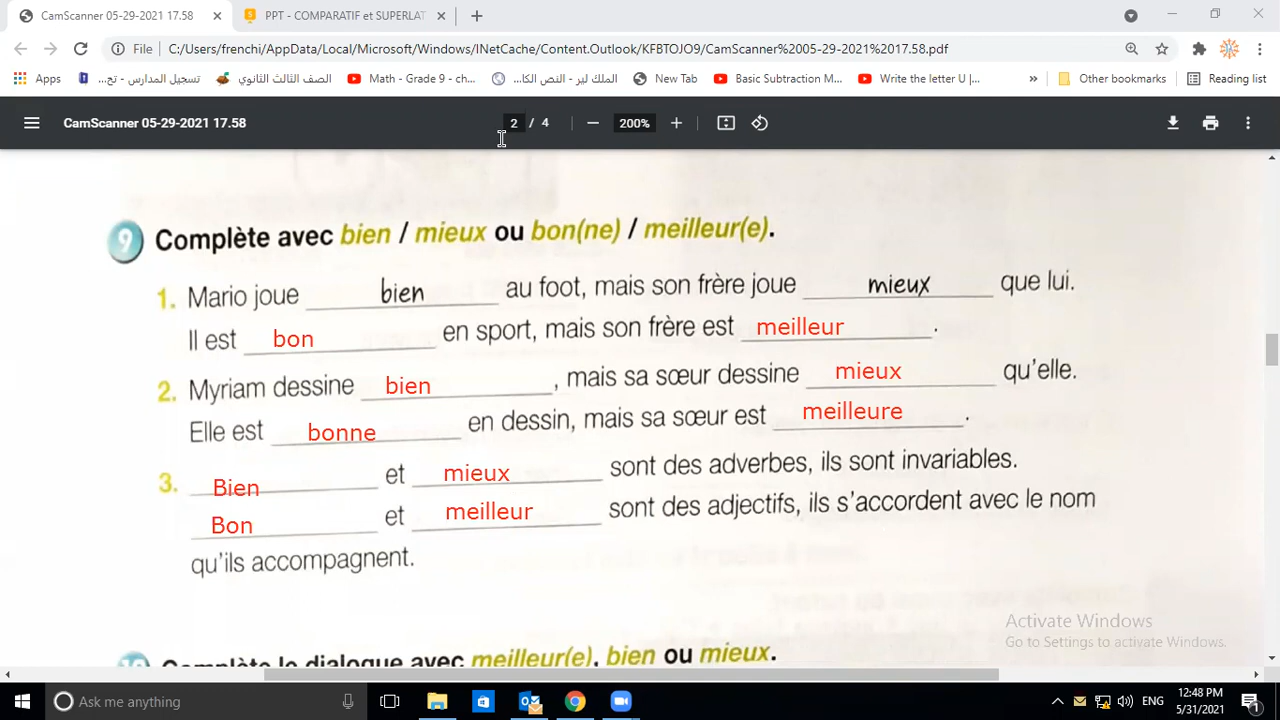 CamScanner 05-29-2021 17.58
PPT - COMPARATIF et SUPERLAT
File
C:/Users/frenchi/AppData/Local/Microsoft/Windows/INetCache/Content.Outlook/KFBTOJO9/CamScanner%2005-29-2021%2017.58.pdf
Apps
تسجيل المدارس - تج...
الصف الثالث الثانوي
Math - Grade 9 - ch...
الملك لير - النص الكا...
New Tab
Basic Subtraction M...
Write the letter U |...
»
Other bookmarks
Reading list
CamScanner 05-29-2021 17.58
2 / 4
200%
9 Complète avec bien / mieux ou bon(ne) / meilleur(e).
1. Mario joue bien au foot, mais son frère joue mieux que lui.
Il est bon en sport, mais son frère est meilleur.
2. Myriam dessine bien, mais sa sœur dessine mieux qu'elle.
Elle est bonne en dessin, mais sa sœur est meilleure.
3. Bien et mieux sont des adverbes, ils sont invariables.
Bon et meilleur sont des adjectifs, ils s'accordent avec le nom
qu'ils accompagnent.
Activate Windows
Go to Settings to activate Windows.
10 Complète le dialogue avec meilleur(e), bien ou mieux.
Ask me anything
ENG
12:48 PM
5/31/2021
1